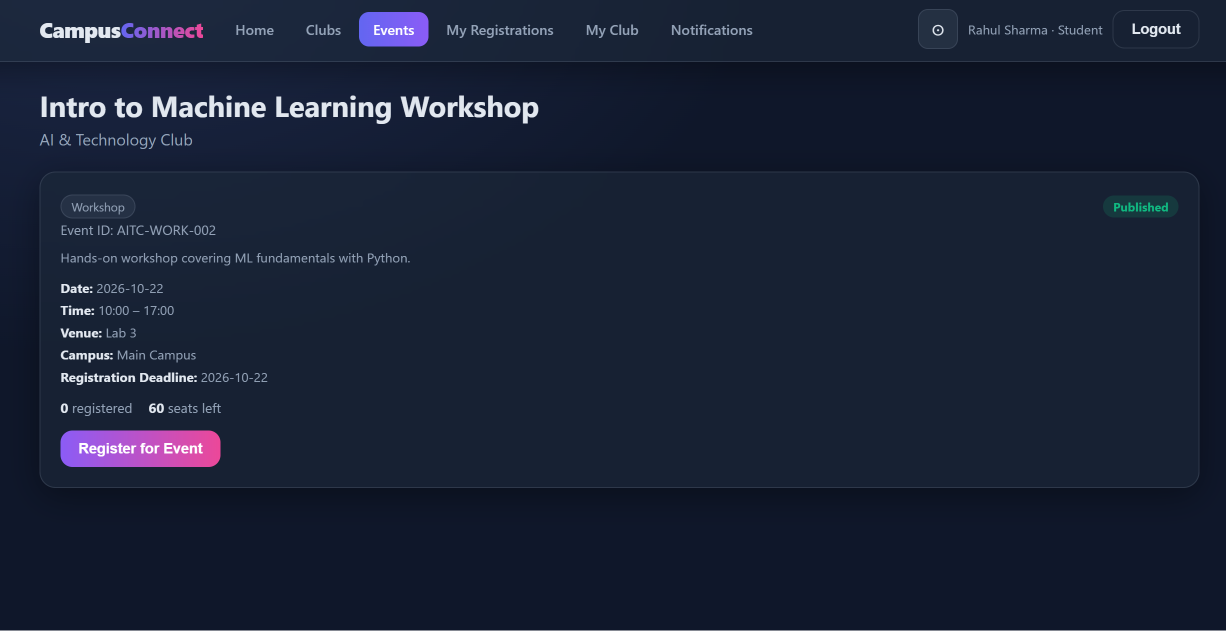 CampusConnect Home Clubs Events My Registrations My Club Notifications Rahul Sharma · Student Logout
Intro to Machine Learning Workshop
AI & Technology Club
Workshop Published
Event ID: AITC-WORK-002
Hands-on workshop covering ML fundamentals with Python.
Date: 2026-10-22
Time: 10:00 – 17:00
Venue: Lab 3
Campus: Main Campus
Registration Deadline: 2026-10-22
0 registered 60 seats left
Register for Event